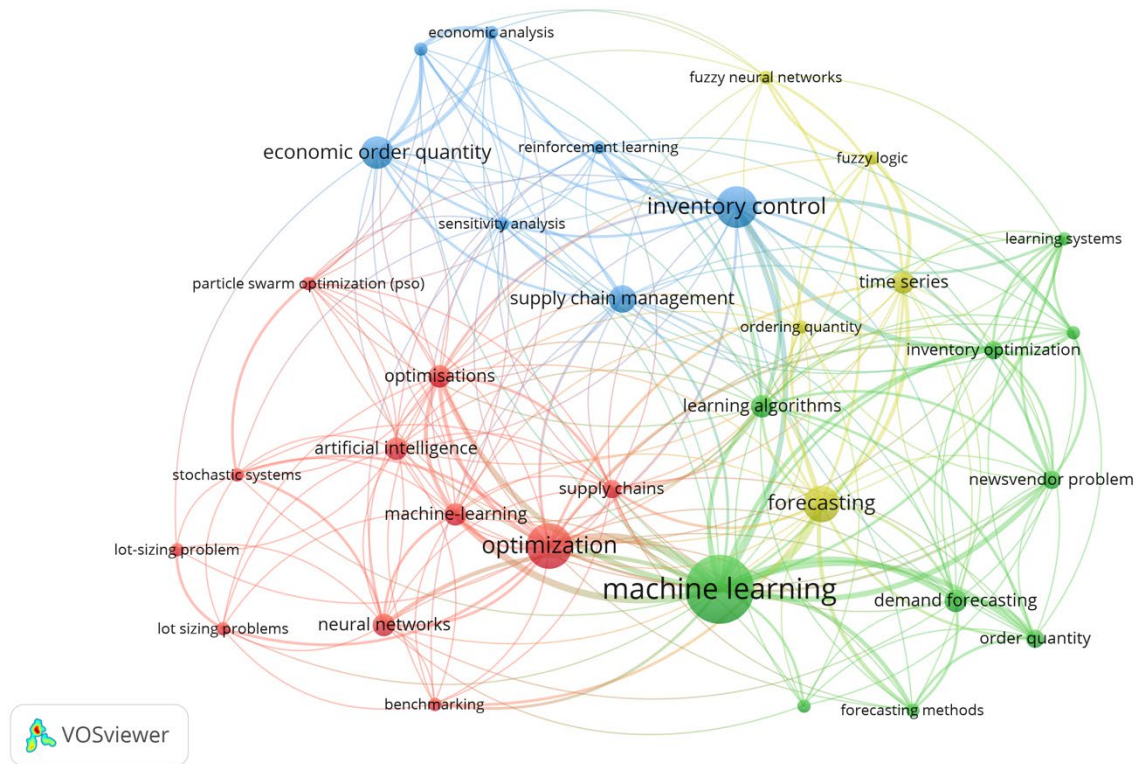 economic analysis
fuzzy neural networks
economic order quantity
reinforcement learning
fuzzy logic
inventory control
sensitivity analysis
learning systems
particle swarm optimization (pso)
supply chain management
time series
ordering quantity
inventory optimization
optimisations
learning algorithms
artificial intelligence
stochastic systems
supply chains
newsvendor problem
machine-learning
forecasting
optimization
lot-sizing problem
machine learning
demand forecasting
lot sizing problems
neural networks
order quantity
benchmarking
forecasting methods
VOSviewer